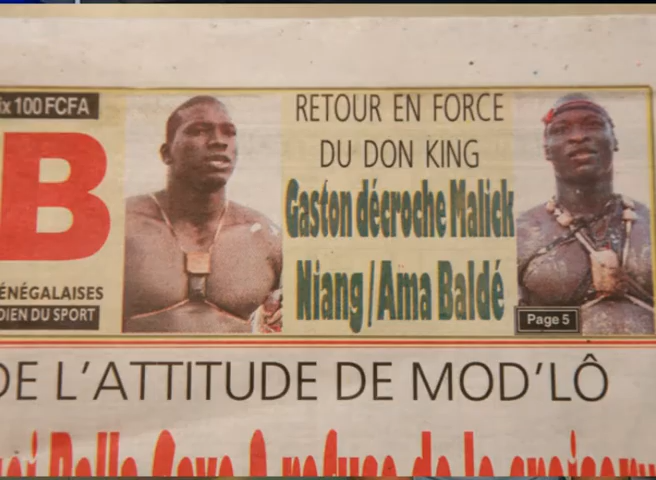 ix 100 FCFA
B
ÉNÉGALAISES
DIEN DU SPORT
RETOUR EN FORCE
DU DON KING
Gaston décroche Malick
Niang / Ama Baldé
Page 5
DE L'ATTITUDE DE MOD'LÔ